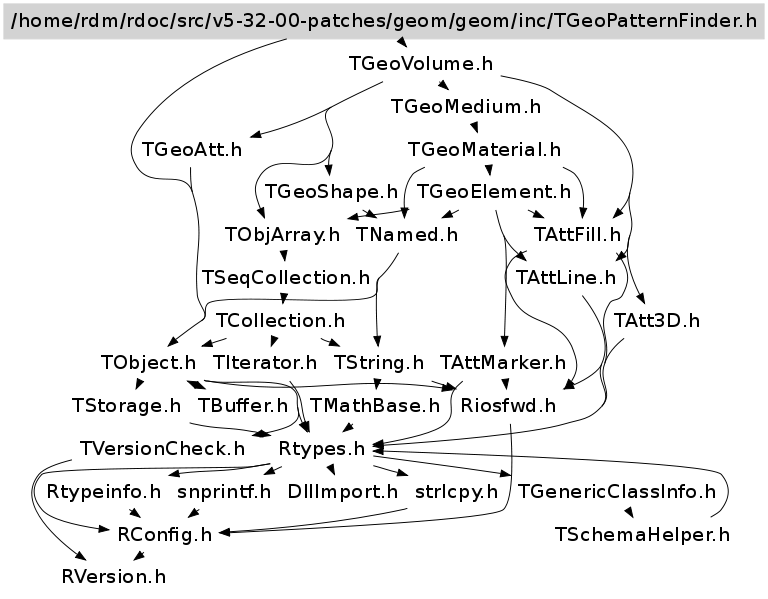 /home/rdm/rdoc/src/v5-32-00-patches/geom/geom/inc/TGeoPatternFinder.h
TGeoVolume.h
TGeoMedium.h
TGeoAtt.h
TGeoMaterial.h
TGeoShape.h
TGeoElement.h
TObjArray.h
TNamed.h
TAttFill.h
TSeqCollection.h
TAttLine.h
TCollection.h
TAtt3D.h
TObject.h
TIterator.h
TString.h
TAttMarker.h
TStorage.h
TBuffer.h
TMathBase.h
Riosfwd.h
TVersionCheck.h
Rtypes.h
Rtypeinfo.h
snprintf.h
DllImport.h
strlcpy.h
TGenericClassInfo.h
RConfig.h
TSchemaHelper.h
RVersion.h